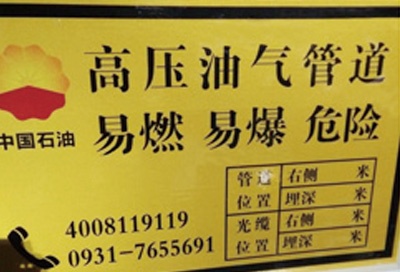 高压油气管道
中国石油
易燃 易爆 危险
管道位置 右侧 米
埋深 米
光缆位置 右侧 米
埋深 米
4008119119
0931-7655691